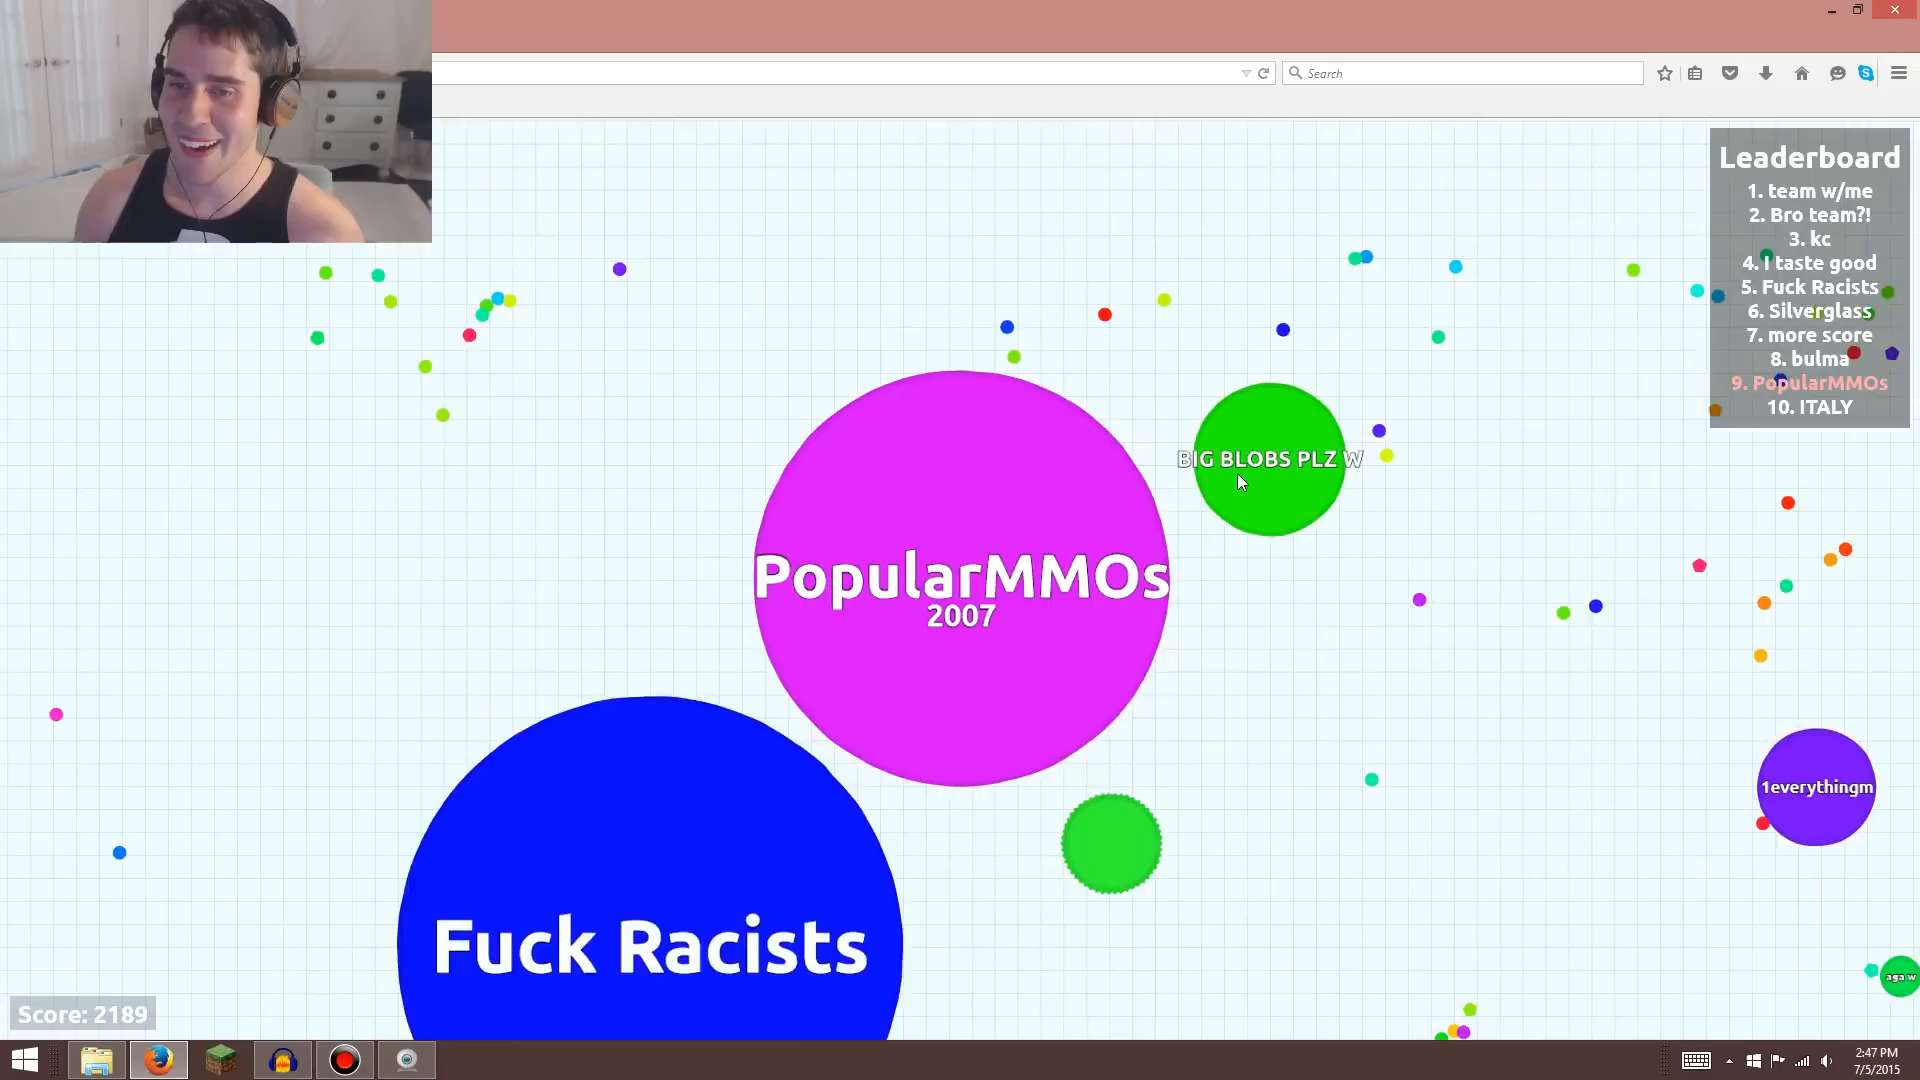 Search
Leaderboard
1. team w/me
2. Bro team?!
3. kc
4. I taste good
5. Fuck Racists
6. Silverglass
7. more score
8. bulma
9. PopularMMOs
10. ITALY
BIG BLOBS PLZ W
PopularMMOs
2007
1everythingm
Fuck Racists
aga w
Score: 2189
2:47 PM
7/5/2015